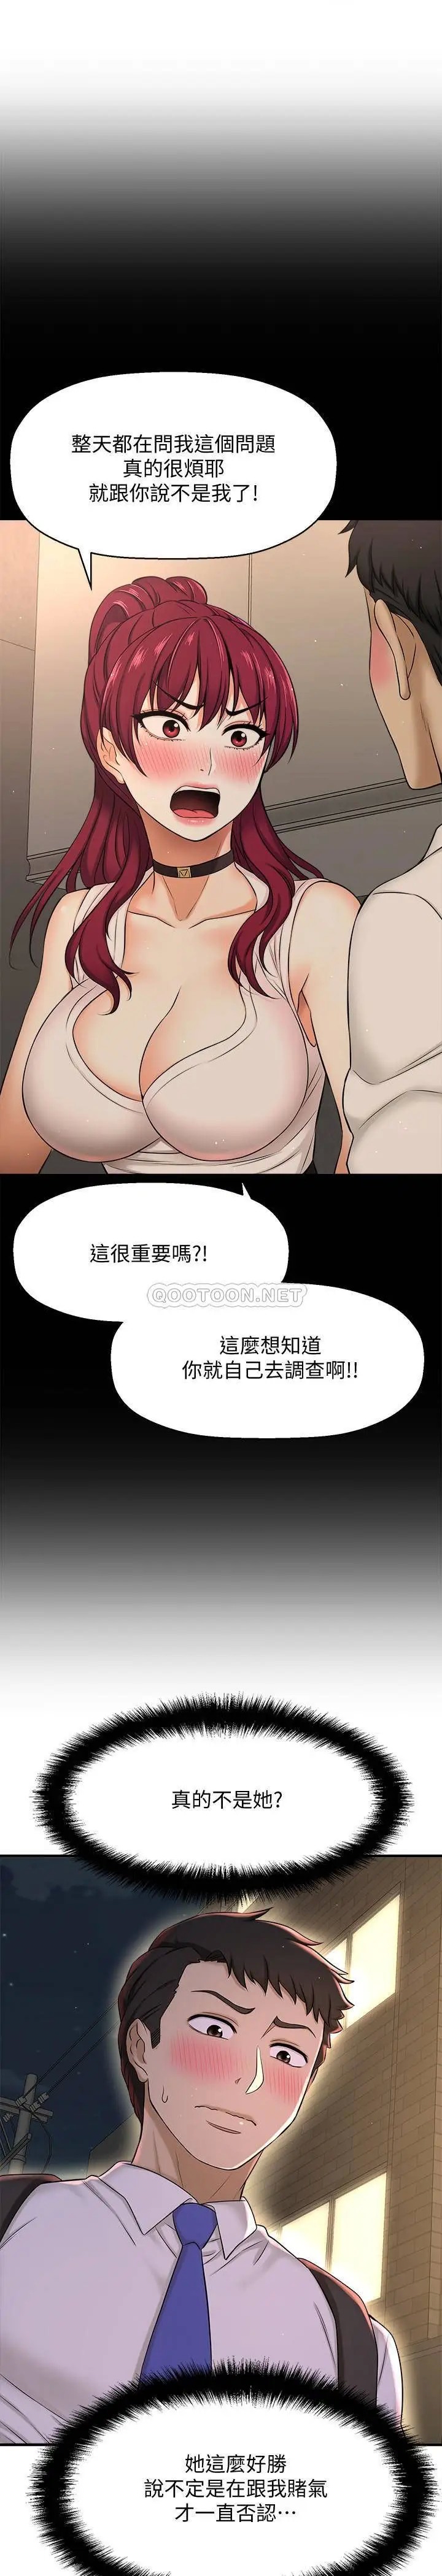 整天都在問我這個問題
真的很煩耶
就跟你說不是我了!
這很重要嗎?!
QOOTOON.NET
這麼想知道
你就自己去調查啊!!
真的不是她?
她這麼好勝
說不定是在跟我賭氣
才一直否認…